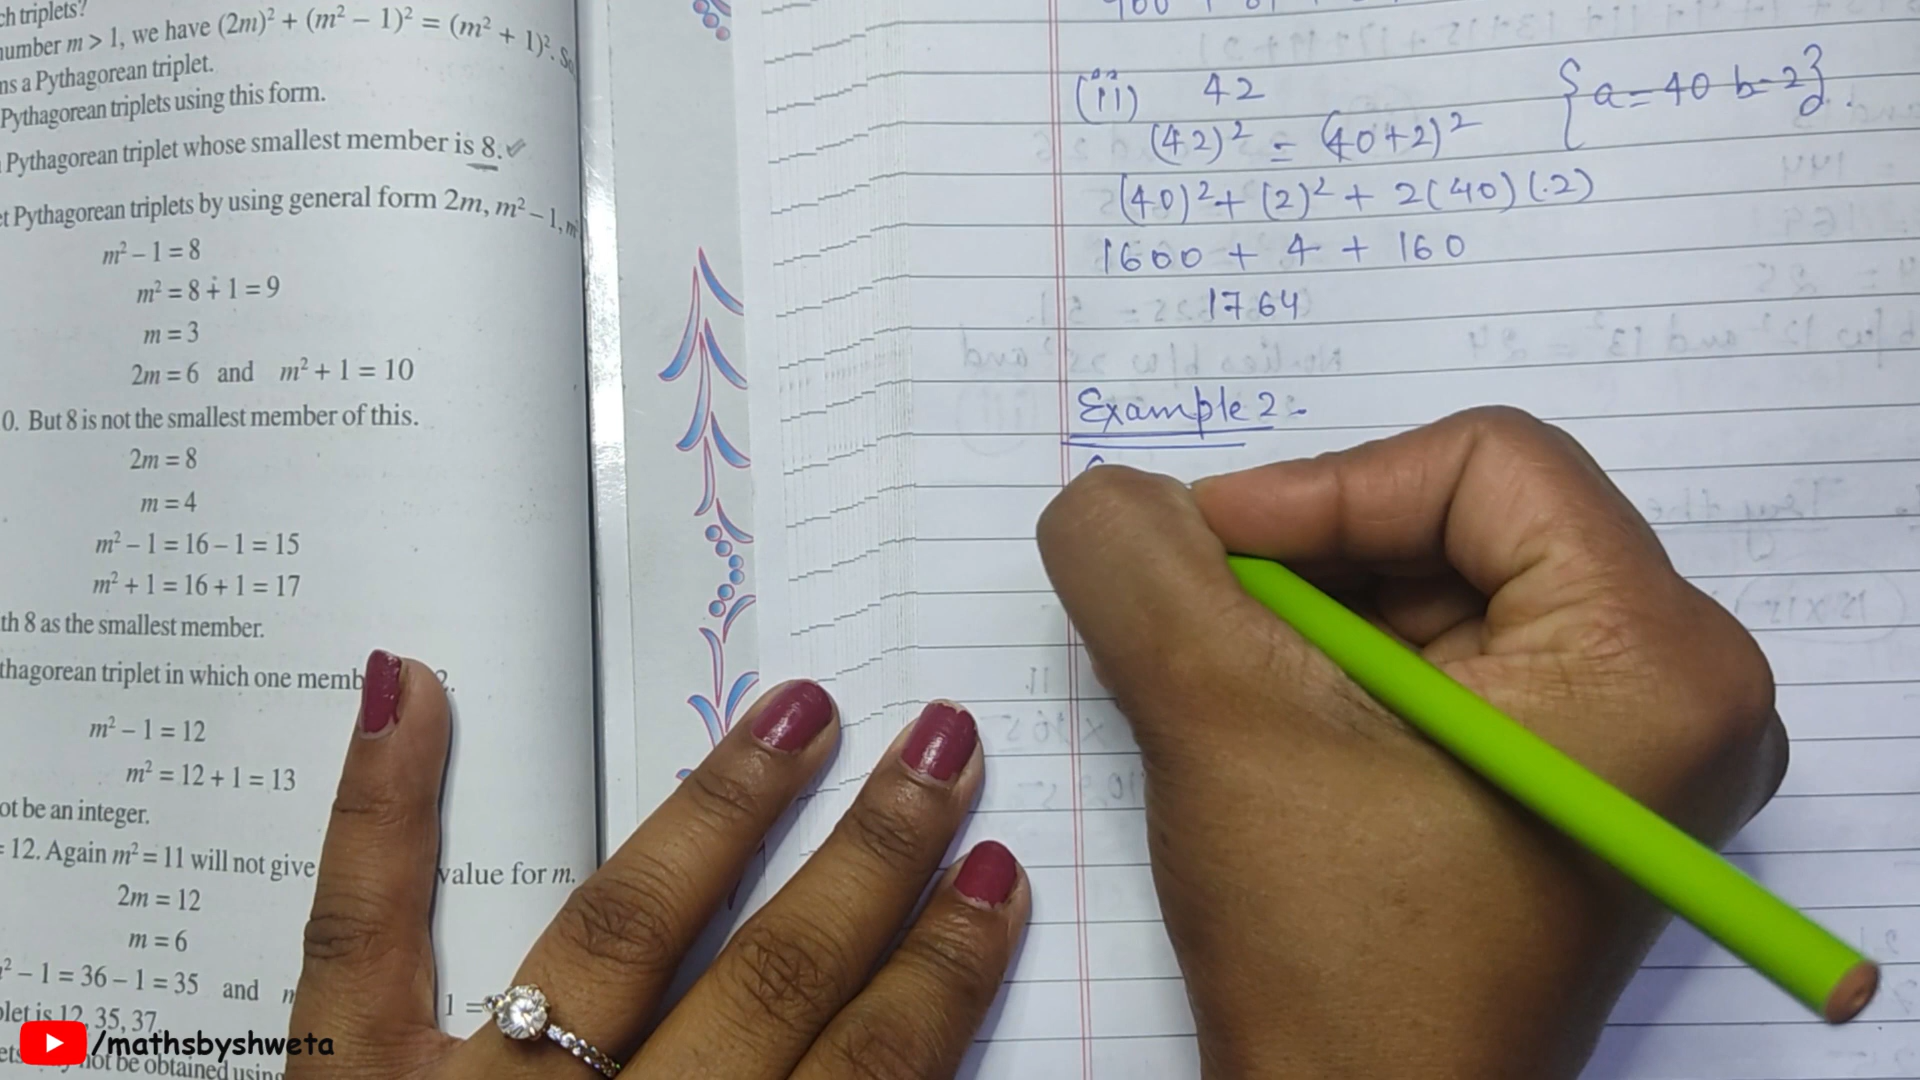 ch triplets?
number m > 1, we have (2m)² + (m² − 1)² = (m² + 1)². So
ns a Pythagorean triplet.
Pythagorean triplets using this form.
Pythagorean triplet whose smallest member is 8.
et Pythagorean triplets by using general form 2m, m² − 1, m
m² − 1 = 8
m² = 8 + 1 = 9
m = 3
2m = 6 and m² + 1 = 10
0. But 8 is not the smallest member of this.
2m = 8
m = 4
m² − 1 = 16 − 1 = 15
m² + 1 = 16 + 1 = 17
th 8 as the smallest member.
thagorean triplet in which one memb 2.
m² − 1 = 12
m² = 12 + 1 = 13
ot be an integer.
= 12. Again m² = 11 will not give value for m.
2m = 12
m = 6
² − 1 = 36 − 1 = 35 and
1 =
plet is 12, 35, 37.
not be obtained using
/mathsbyshweta
(ii) 42 {a = 40 b = 2}
(42)² = (40+2)²
(40)² + (2)² + 2(40)(2)
1600 + 4 + 160
1764
Example 2 :-